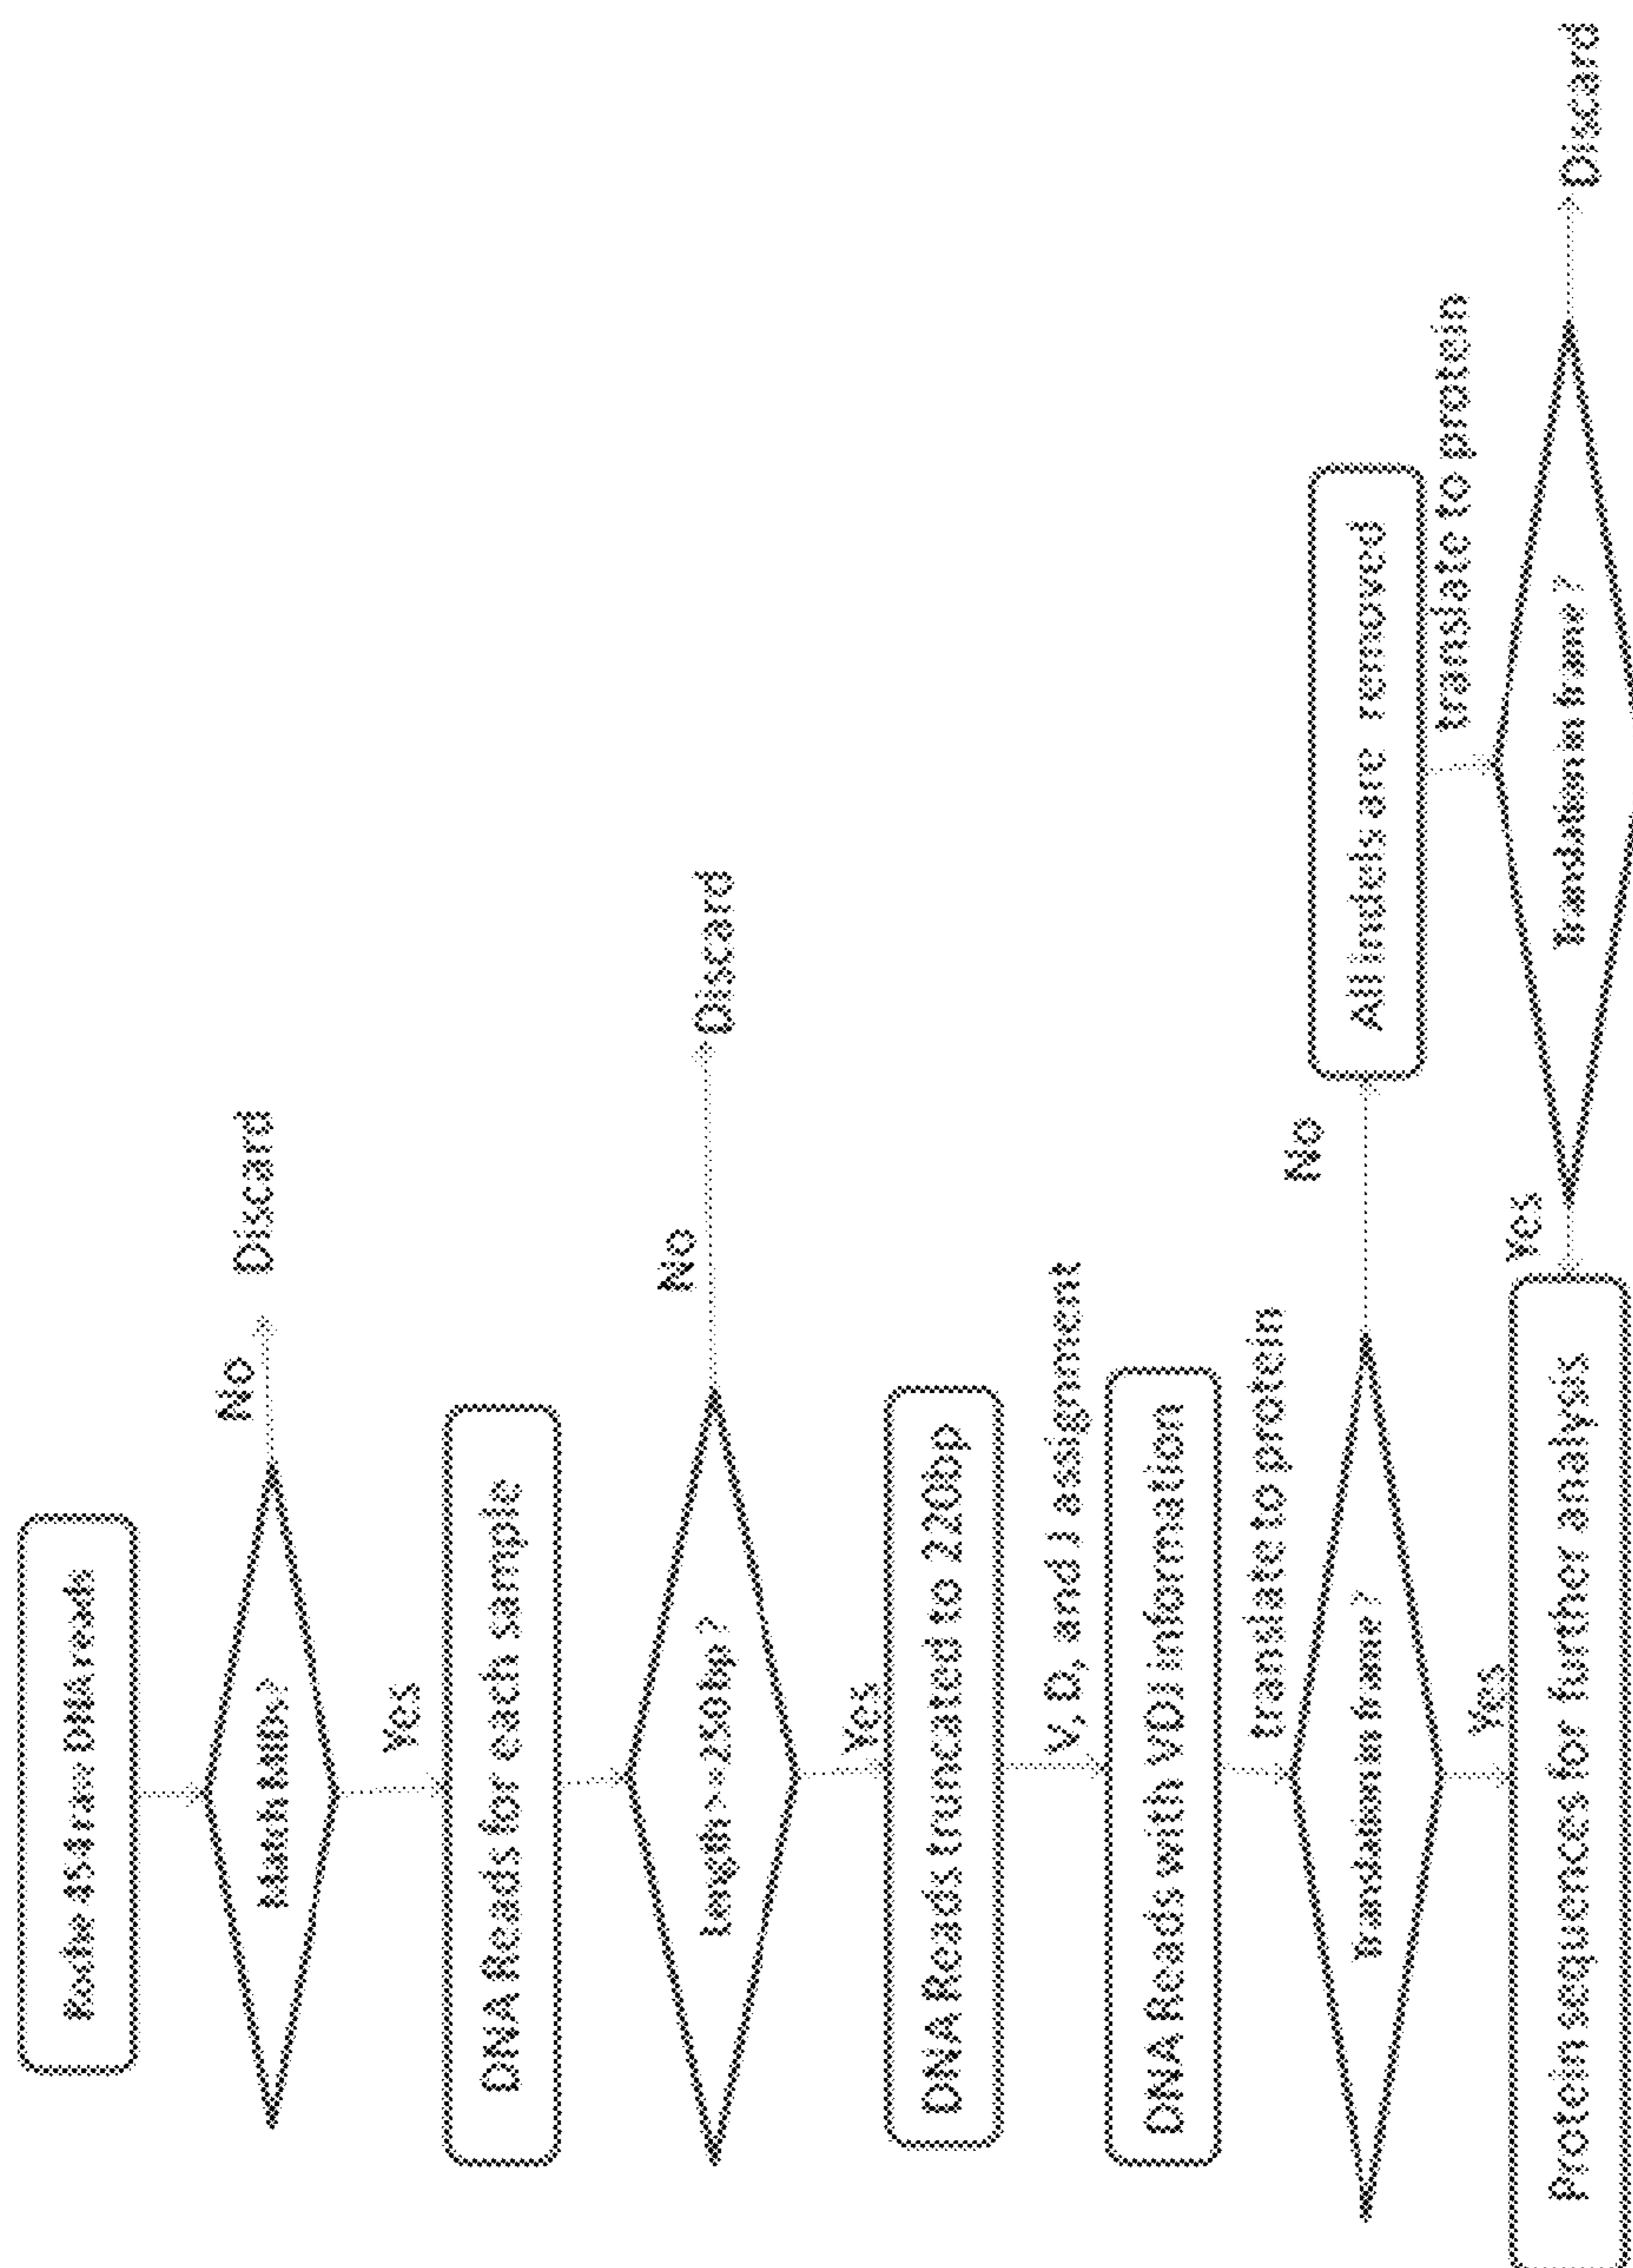 Roche 454 raw DNA reads
Match MIDs?
No
Discard
Yes
DNA Reads for each sample
Length >= 250bp?
No
Discard
Yes
DNA Reads truncated to 220bp
V, D, and J assignment
DNA Reads with VDJ information
translate to protein
Translation in frame?
No
All indels are removed
translate to protein
Translation in frame?
Discard
Yes
Yes
Protein sequences for further analysis